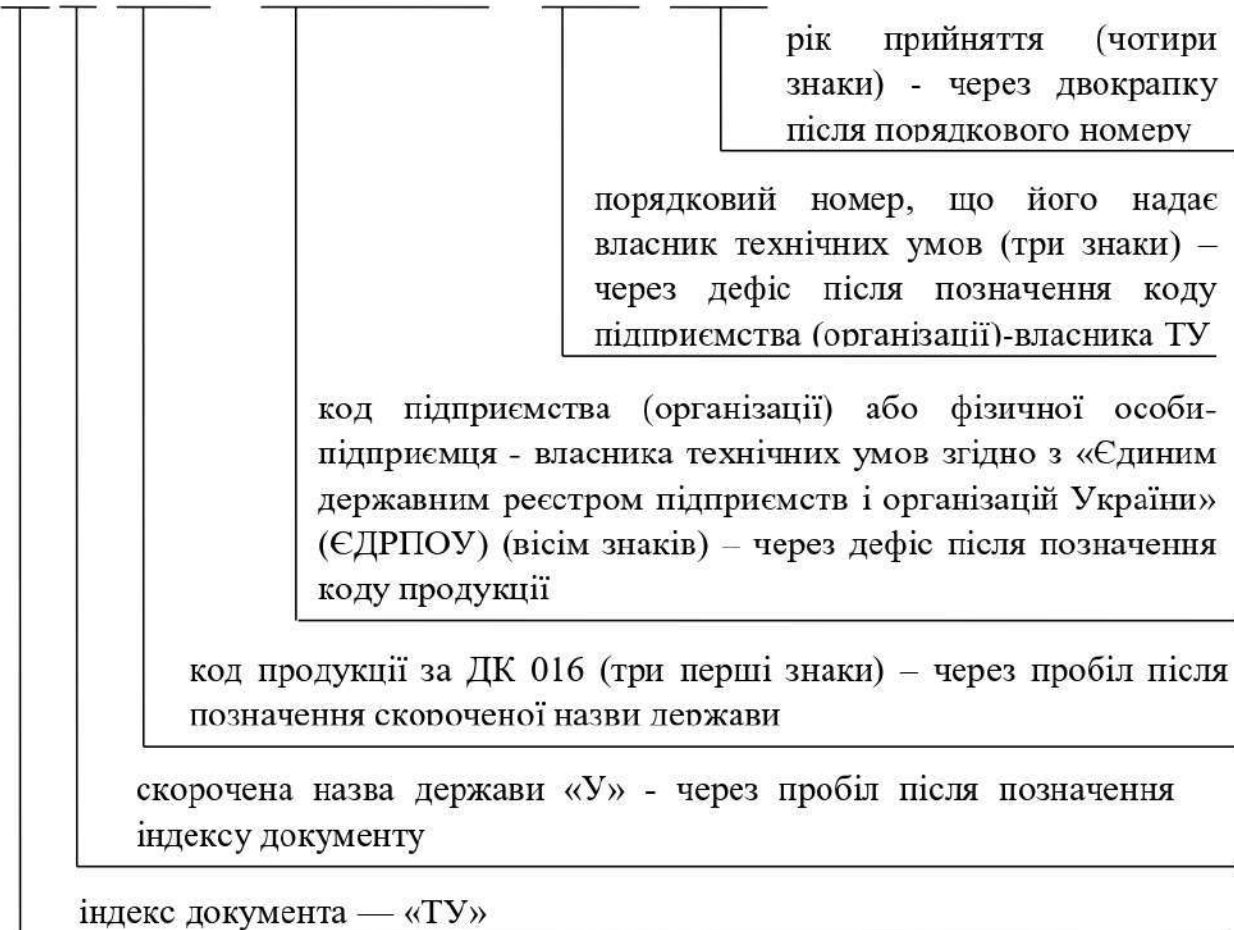 рік прийняття (чотири
знаки) - через двокрапку
після порядкового номеру
порядковий номер, що його надає
власник технічних умов (три знаки) –
через дефіс після позначення коду
підприємства (організації)-власника ТУ
код підприємства (організації) або фізичної особи-
підприємця - власника технічних умов згідно з «Єдиним
державним реєстром підприємств і організацій України»
(ЄДРПОУ) (вісім знаків) – через дефіс після позначення
коду продукції
код продукції за ДК 016 (три перші знаки) – через пробіл після
позначення скороченої назви держави
скорочена назва держави «У» - через пробіл після позначення
індексу документу
індекс документа — «ТУ»